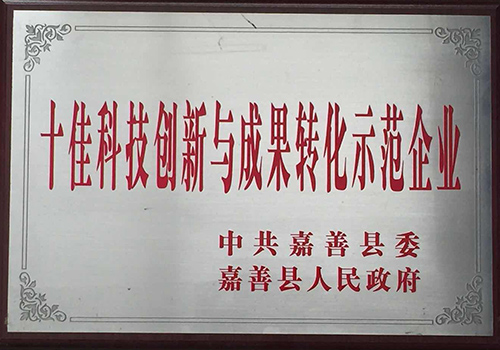 十佳科技创新与成果转化示范企业
中共嘉善县委
嘉善县人民政府